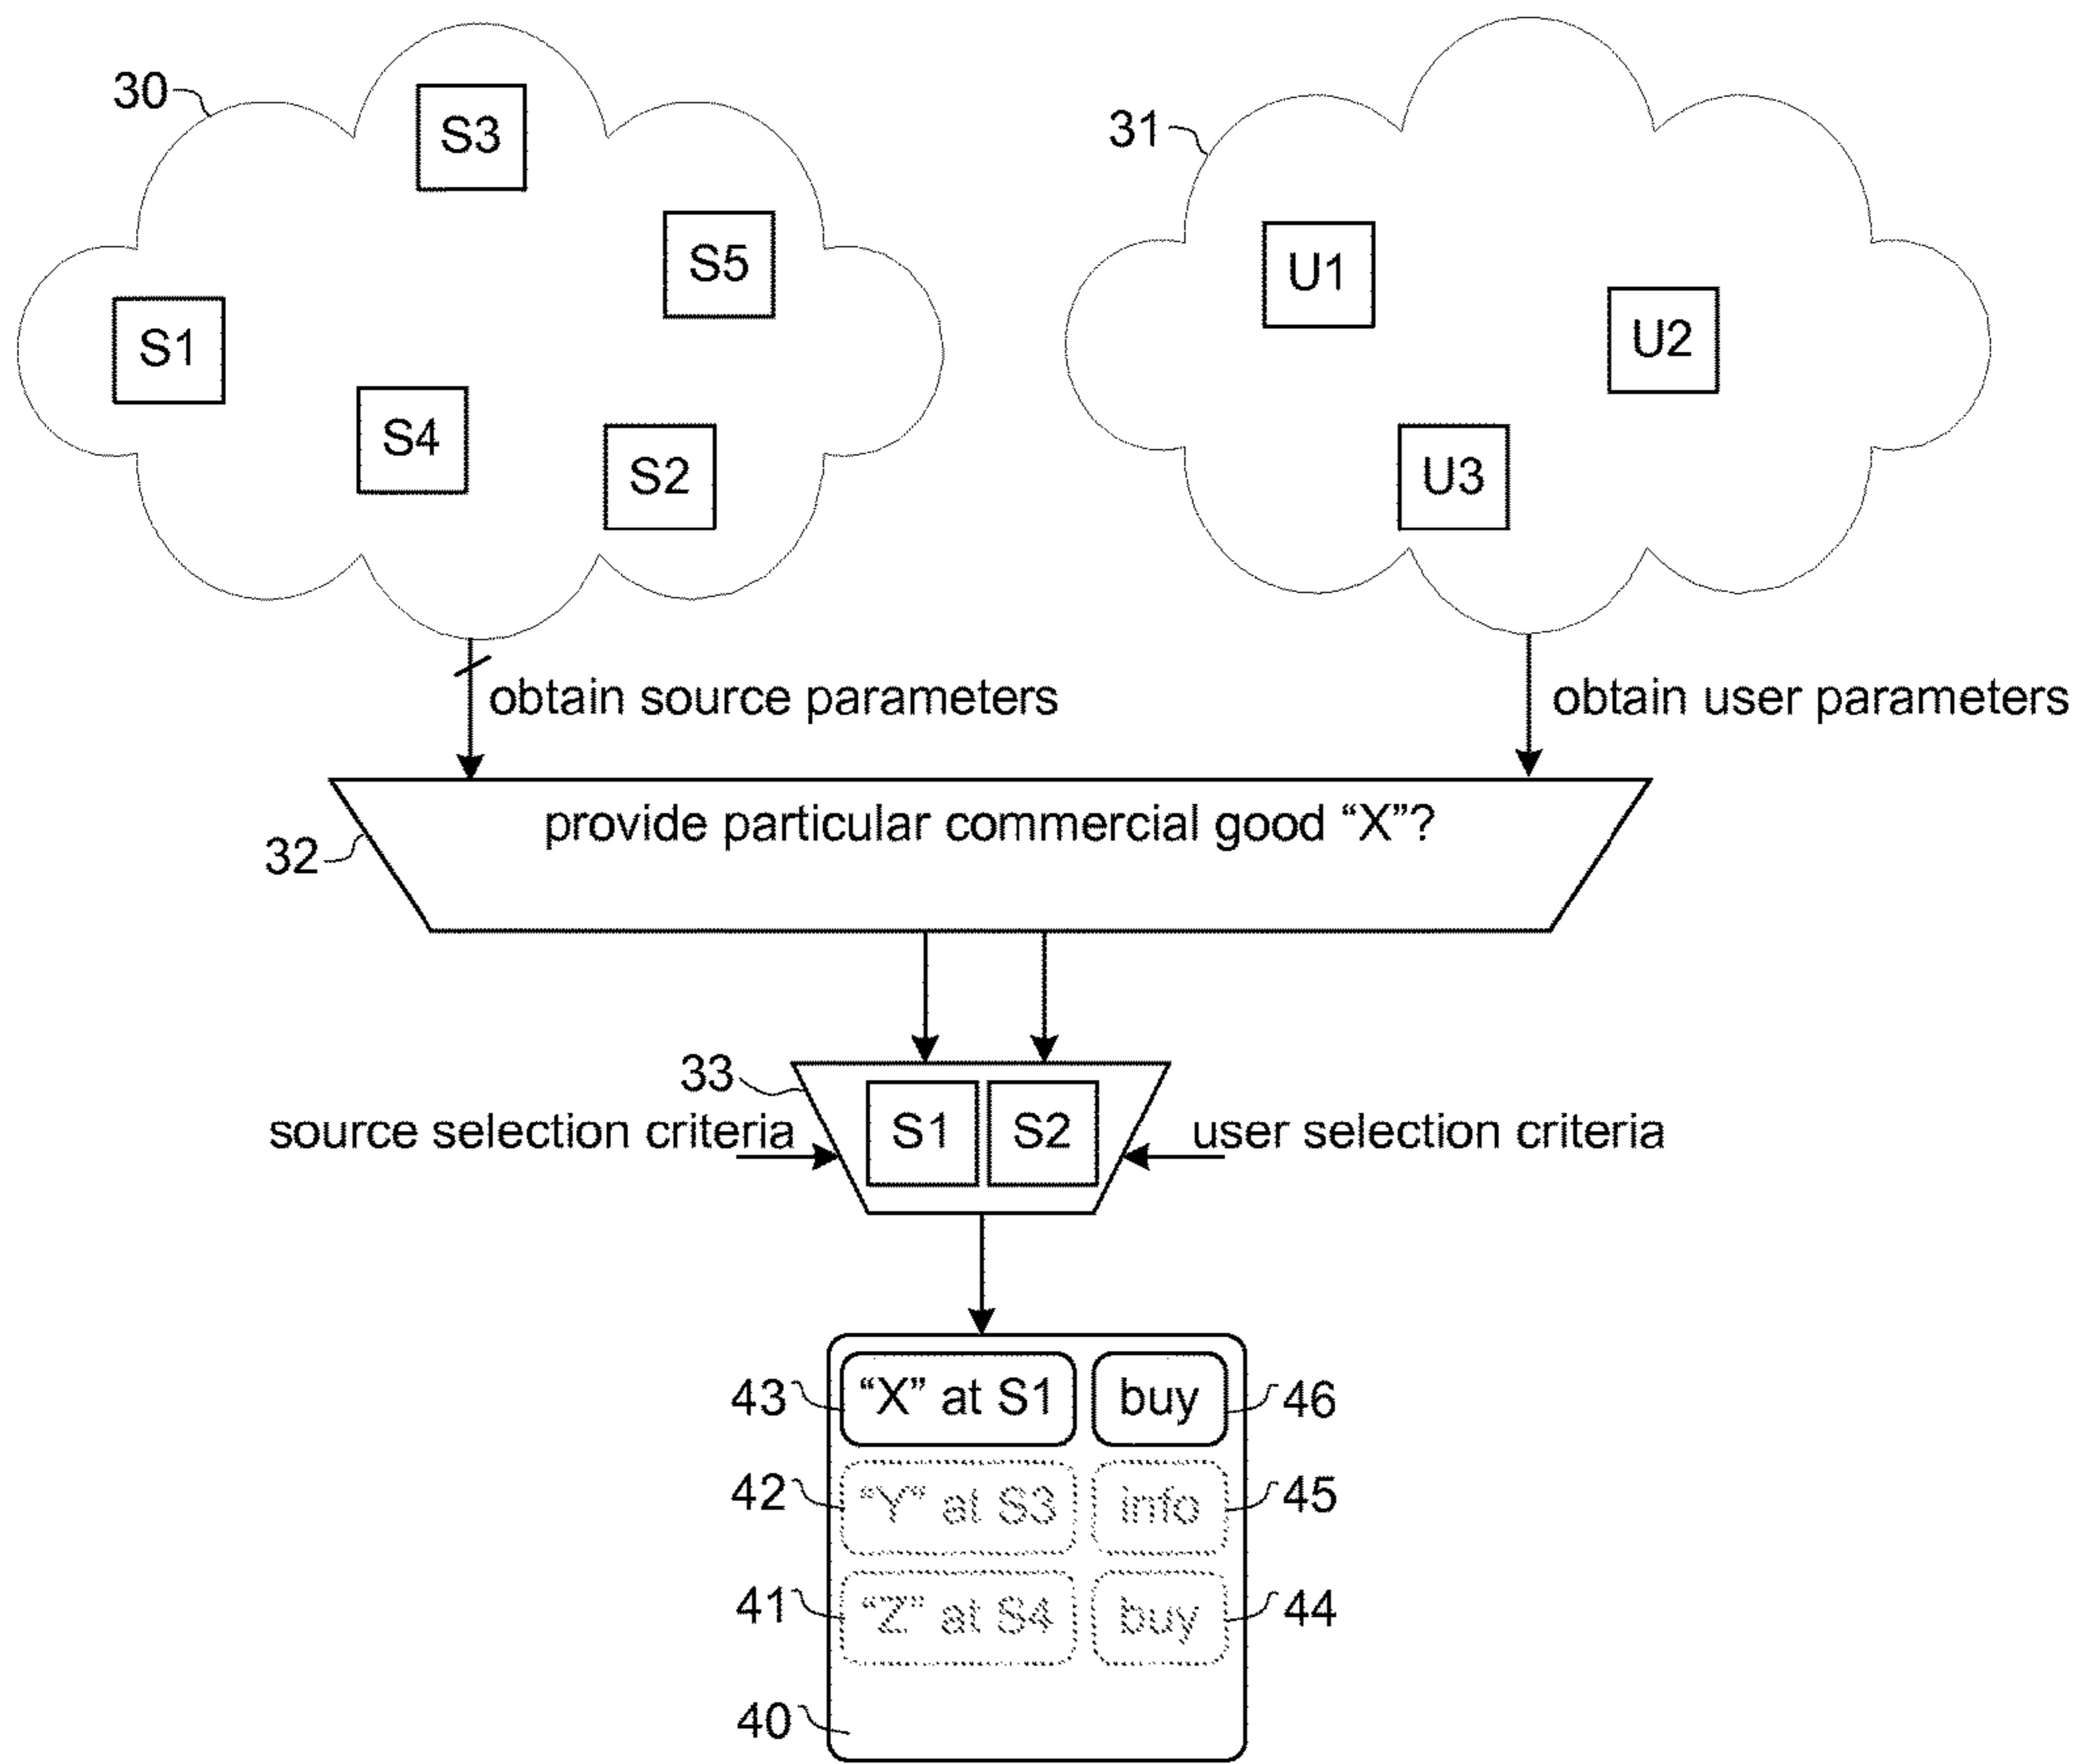 30
S3
31
S5
U1
S1
U2
S4
S2
U3
obtain source parameters
obtain user parameters
provide particular commercial good “X”?
32
33
source selection criteria
S1
S2
user selection criteria
43
“X” at S1
buy
46
42
“Y” at S3
info
45
41
“Z” at S4
buy
44
40